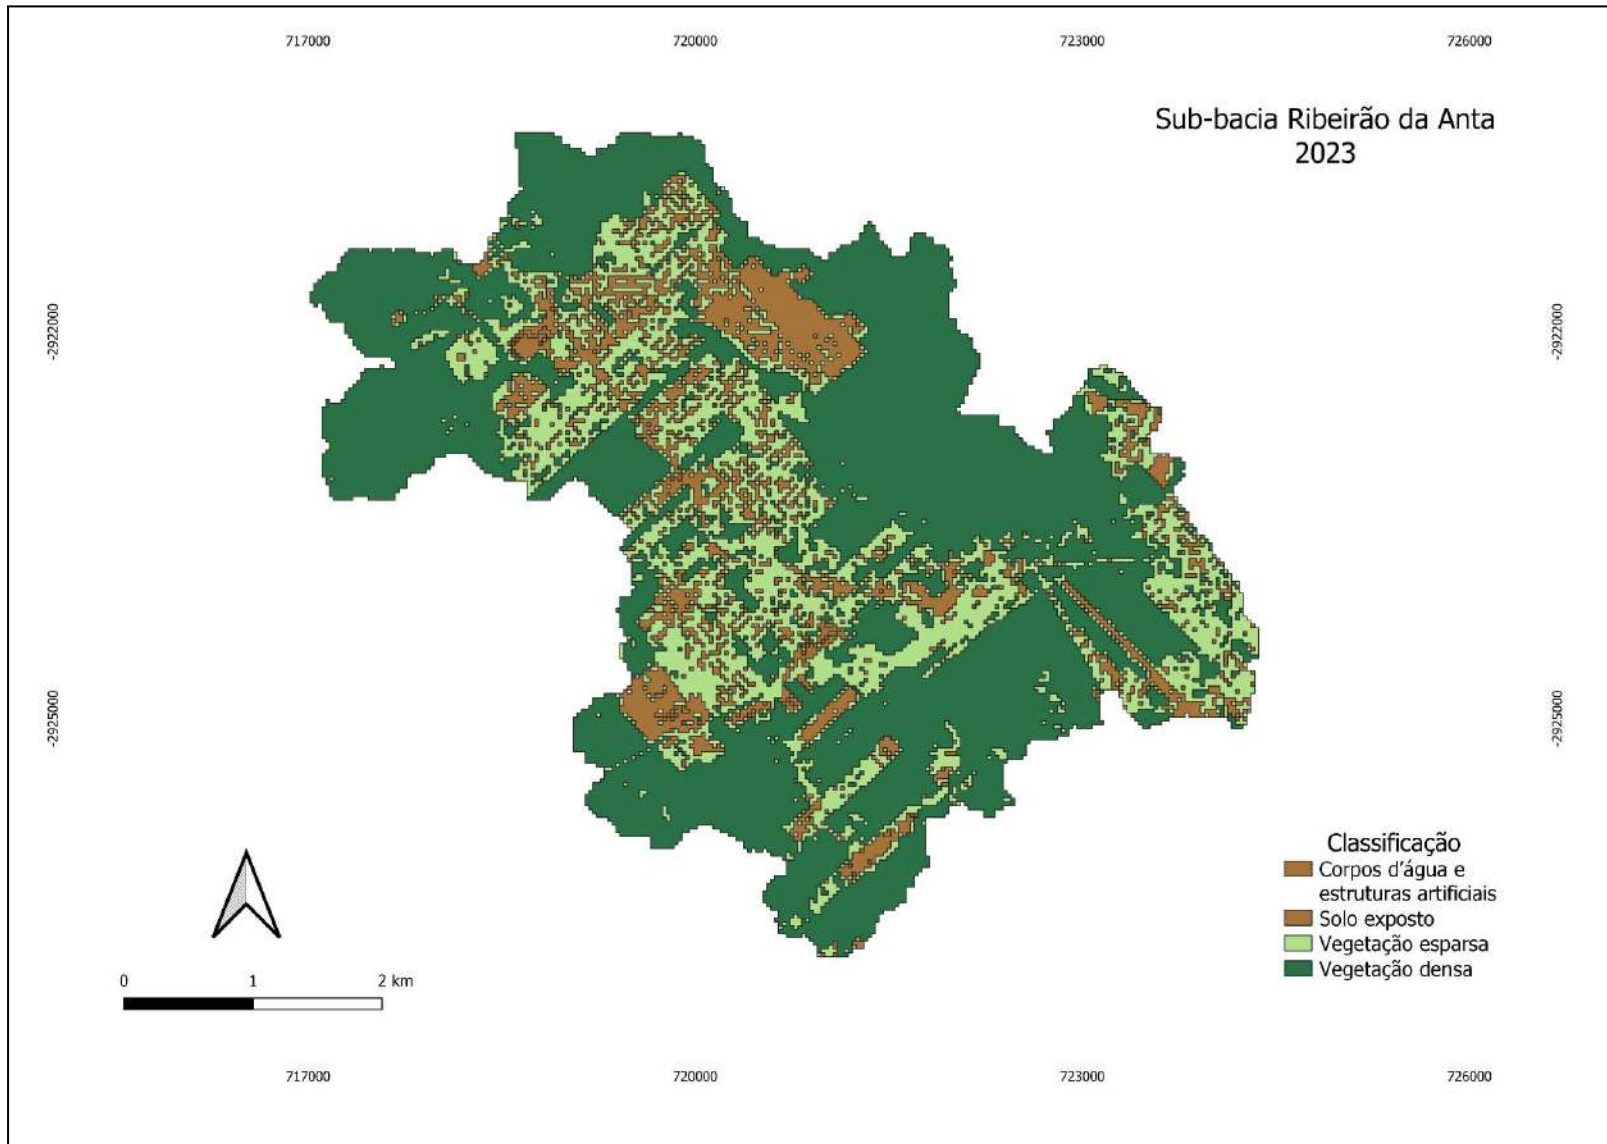 717000 720000 723000 726000
Sub-bacia Ribeirão da Anta
2023
-2922000
-2922000
-2925000
-2925000
Classificação
Corpos d'água e
estruturas artificiais
Solo exposto
Vegetação esparsa
Vegetação densa
0 1 2 km
717000 720000 723000 726000